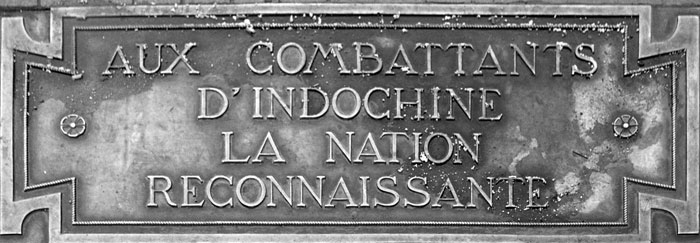 AUX COMBATTANTS
D'INDOCHINE
LA NATION
RECONNAISSANTE